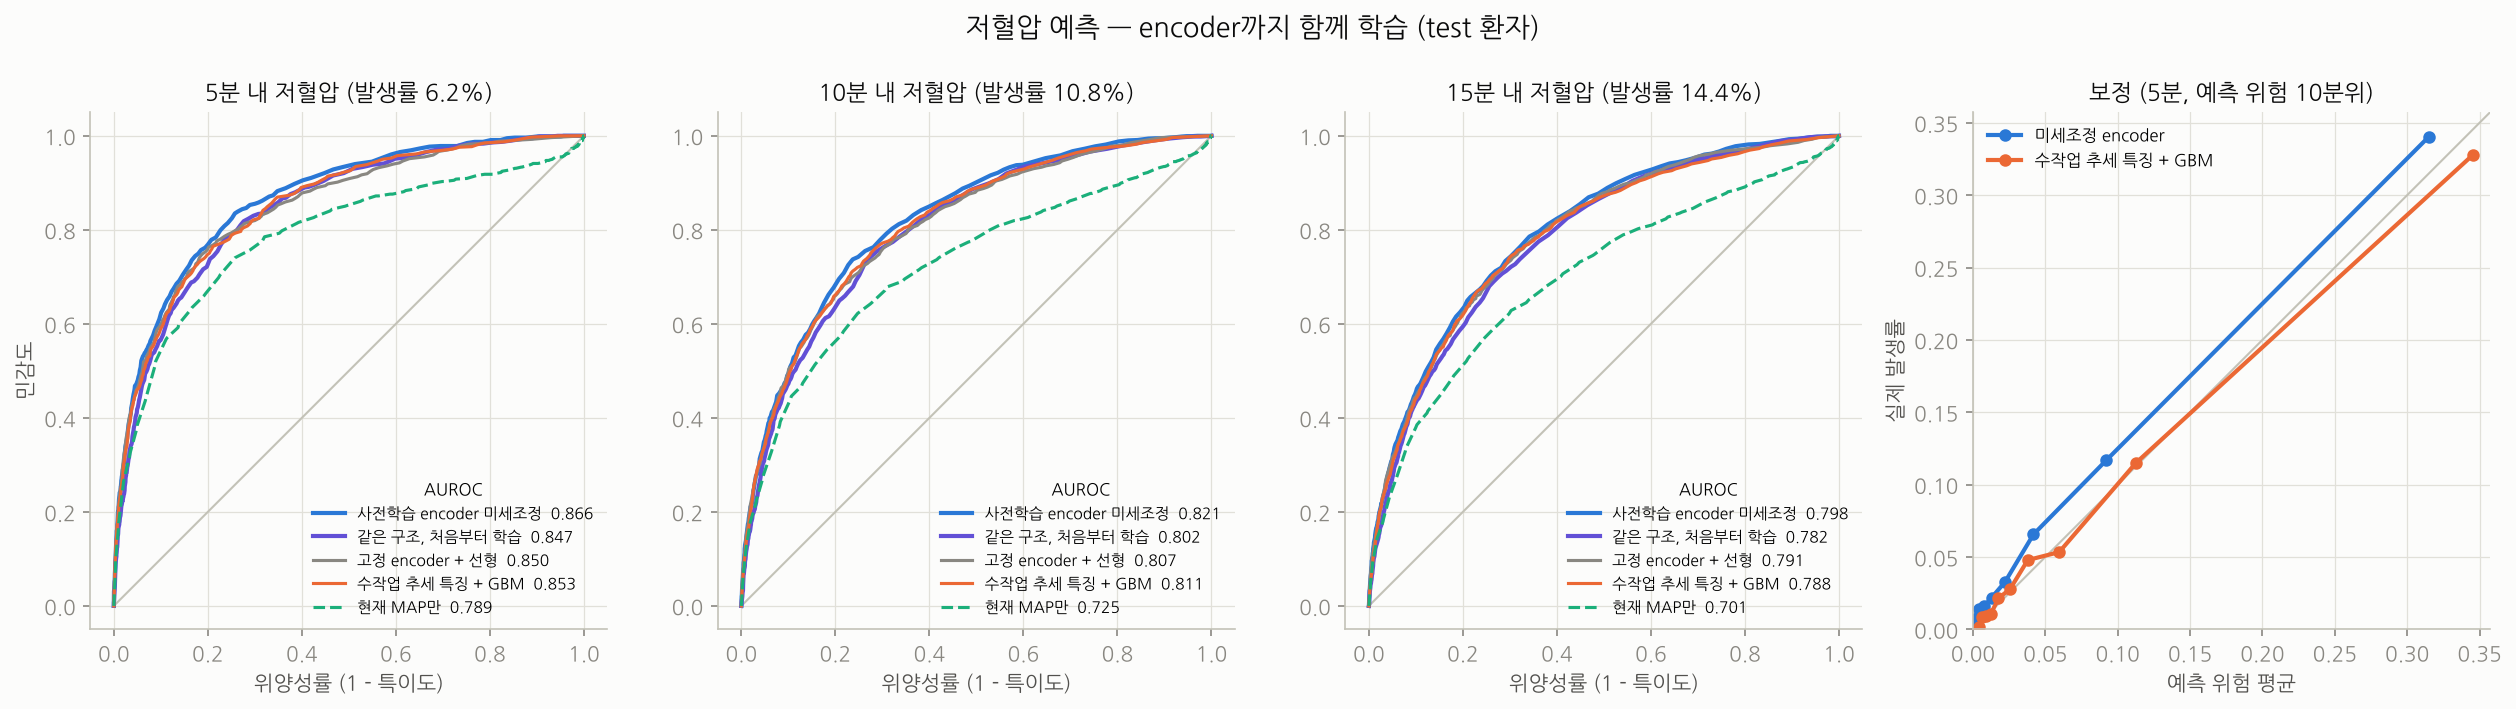 저혈압 예측 — encoder까지 함께 학습 (test 환자)
5분 내 저혈압 (발생률 6.2%)
민감도
1.0
0.8
0.6
0.4
0.2
0.0
AUROC
사전학습 encoder 미세조정 0.866
같은 구조, 처음부터 학습 0.847
고정 encoder + 선형 0.850
수작업 추세 특징 + GBM 0.853
현재 MAP만 0.789
0.0 0.2 0.4 0.6 0.8 1.0
위양성률 (1 - 특이도)
10분 내 저혈압 (발생률 10.8%)
1.0
0.8
0.6
0.4
0.2
0.0
AUROC
사전학습 encoder 미세조정 0.821
같은 구조, 처음부터 학습 0.802
고정 encoder + 선형 0.807
수작업 추세 특징 + GBM 0.811
현재 MAP만 0.725
0.0 0.2 0.4 0.6 0.8 1.0
위양성률 (1 - 특이도)
15분 내 저혈압 (발생률 14.4%)
1.0
0.8
0.6
0.4
0.2
0.0
AUROC
사전학습 encoder 미세조정 0.798
같은 구조, 처음부터 학습 0.782
고정 encoder + 선형 0.791
수작업 추세 특징 + GBM 0.788
현재 MAP만 0.701
0.0 0.2 0.4 0.6 0.8 1.0
위양성률 (1 - 특이도)
보정 (5분, 예측 위험 10분위)
실제 발생률
0.35
0.30
0.25
0.20
0.15
0.10
0.05
0.00
미세조정 encoder
수작업 추세 특징 + GBM
0.00 0.05 0.10 0.15 0.20 0.25 0.30 0.35
예측 위험 평균